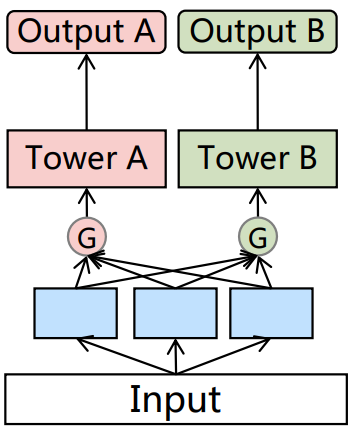 Output A
Output B
Tower A
Tower B
G
G
Input